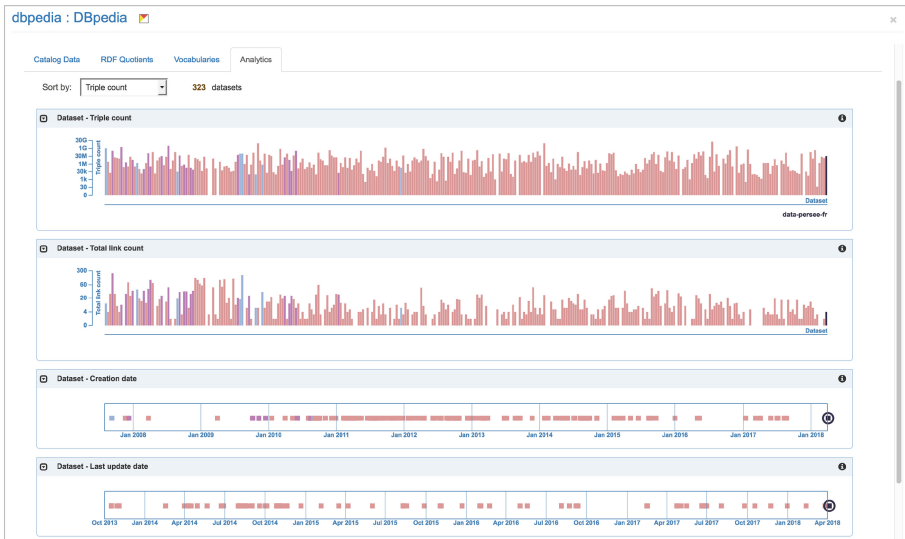 dbpedia : DBpedia
×
Catalog Data RDF Quotients Vocabularies Analytics
Sort by: Triple count 323 datasets
Dataset - Triple count
30G
1G
30M
1M
30k
1k
30
0
Triple count
Dataset
data-persee-fr
Dataset - Total link count
300
60
20
4
0
Total link count
Dataset
Dataset - Creation date
Jan 2008 Jan 2009 Jan 2010 Jan 2011 Jan 2012 Jan 2013 Jan 2014 Jan 2015 Jan 2016 Jan 2017 Jan 2018
Dataset - Last update date
Oct 2013 Jan 2014 Apr 2014 Jul 2014 Oct 2014 Jan 2015 Apr 2015 Jul 2015 Oct 2015 Jan 2016 Apr 2016 Jul 2016 Oct 2016 Jan 2017 Apr 2017 Jul 2017 Oct 2017 Jan 2018 Apr 2018